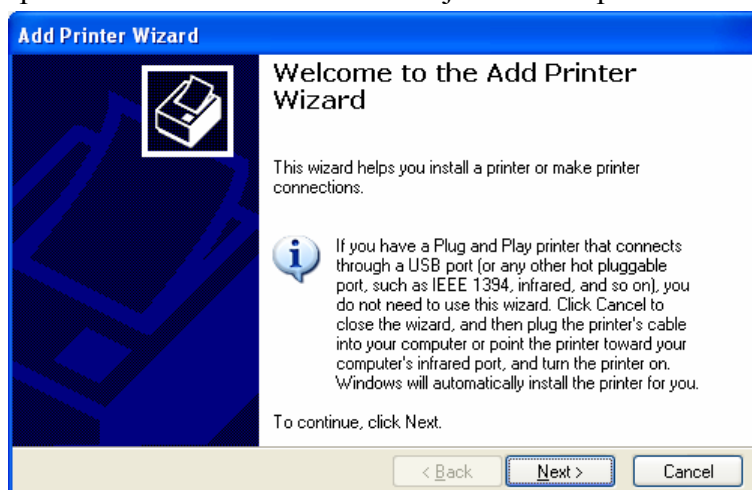 Add Printer Wizard
Welcome to the Add Printer
Wizard
This wizard helps you install a printer or make printer
connections.
If you have a Plug and Play printer that connects
through a USB port (or any other hot pluggable
port, such as IEEE 1394, infrared, and so on), you
do not need to use this wizard. Click Cancel to
close the wizard, and then plug the printer's cable
into your computer or point the printer toward your
computer's infrared port, and turn the printer on.
Windows will automatically install the printer for you.
To continue, click Next.
< Back Next > Cancel